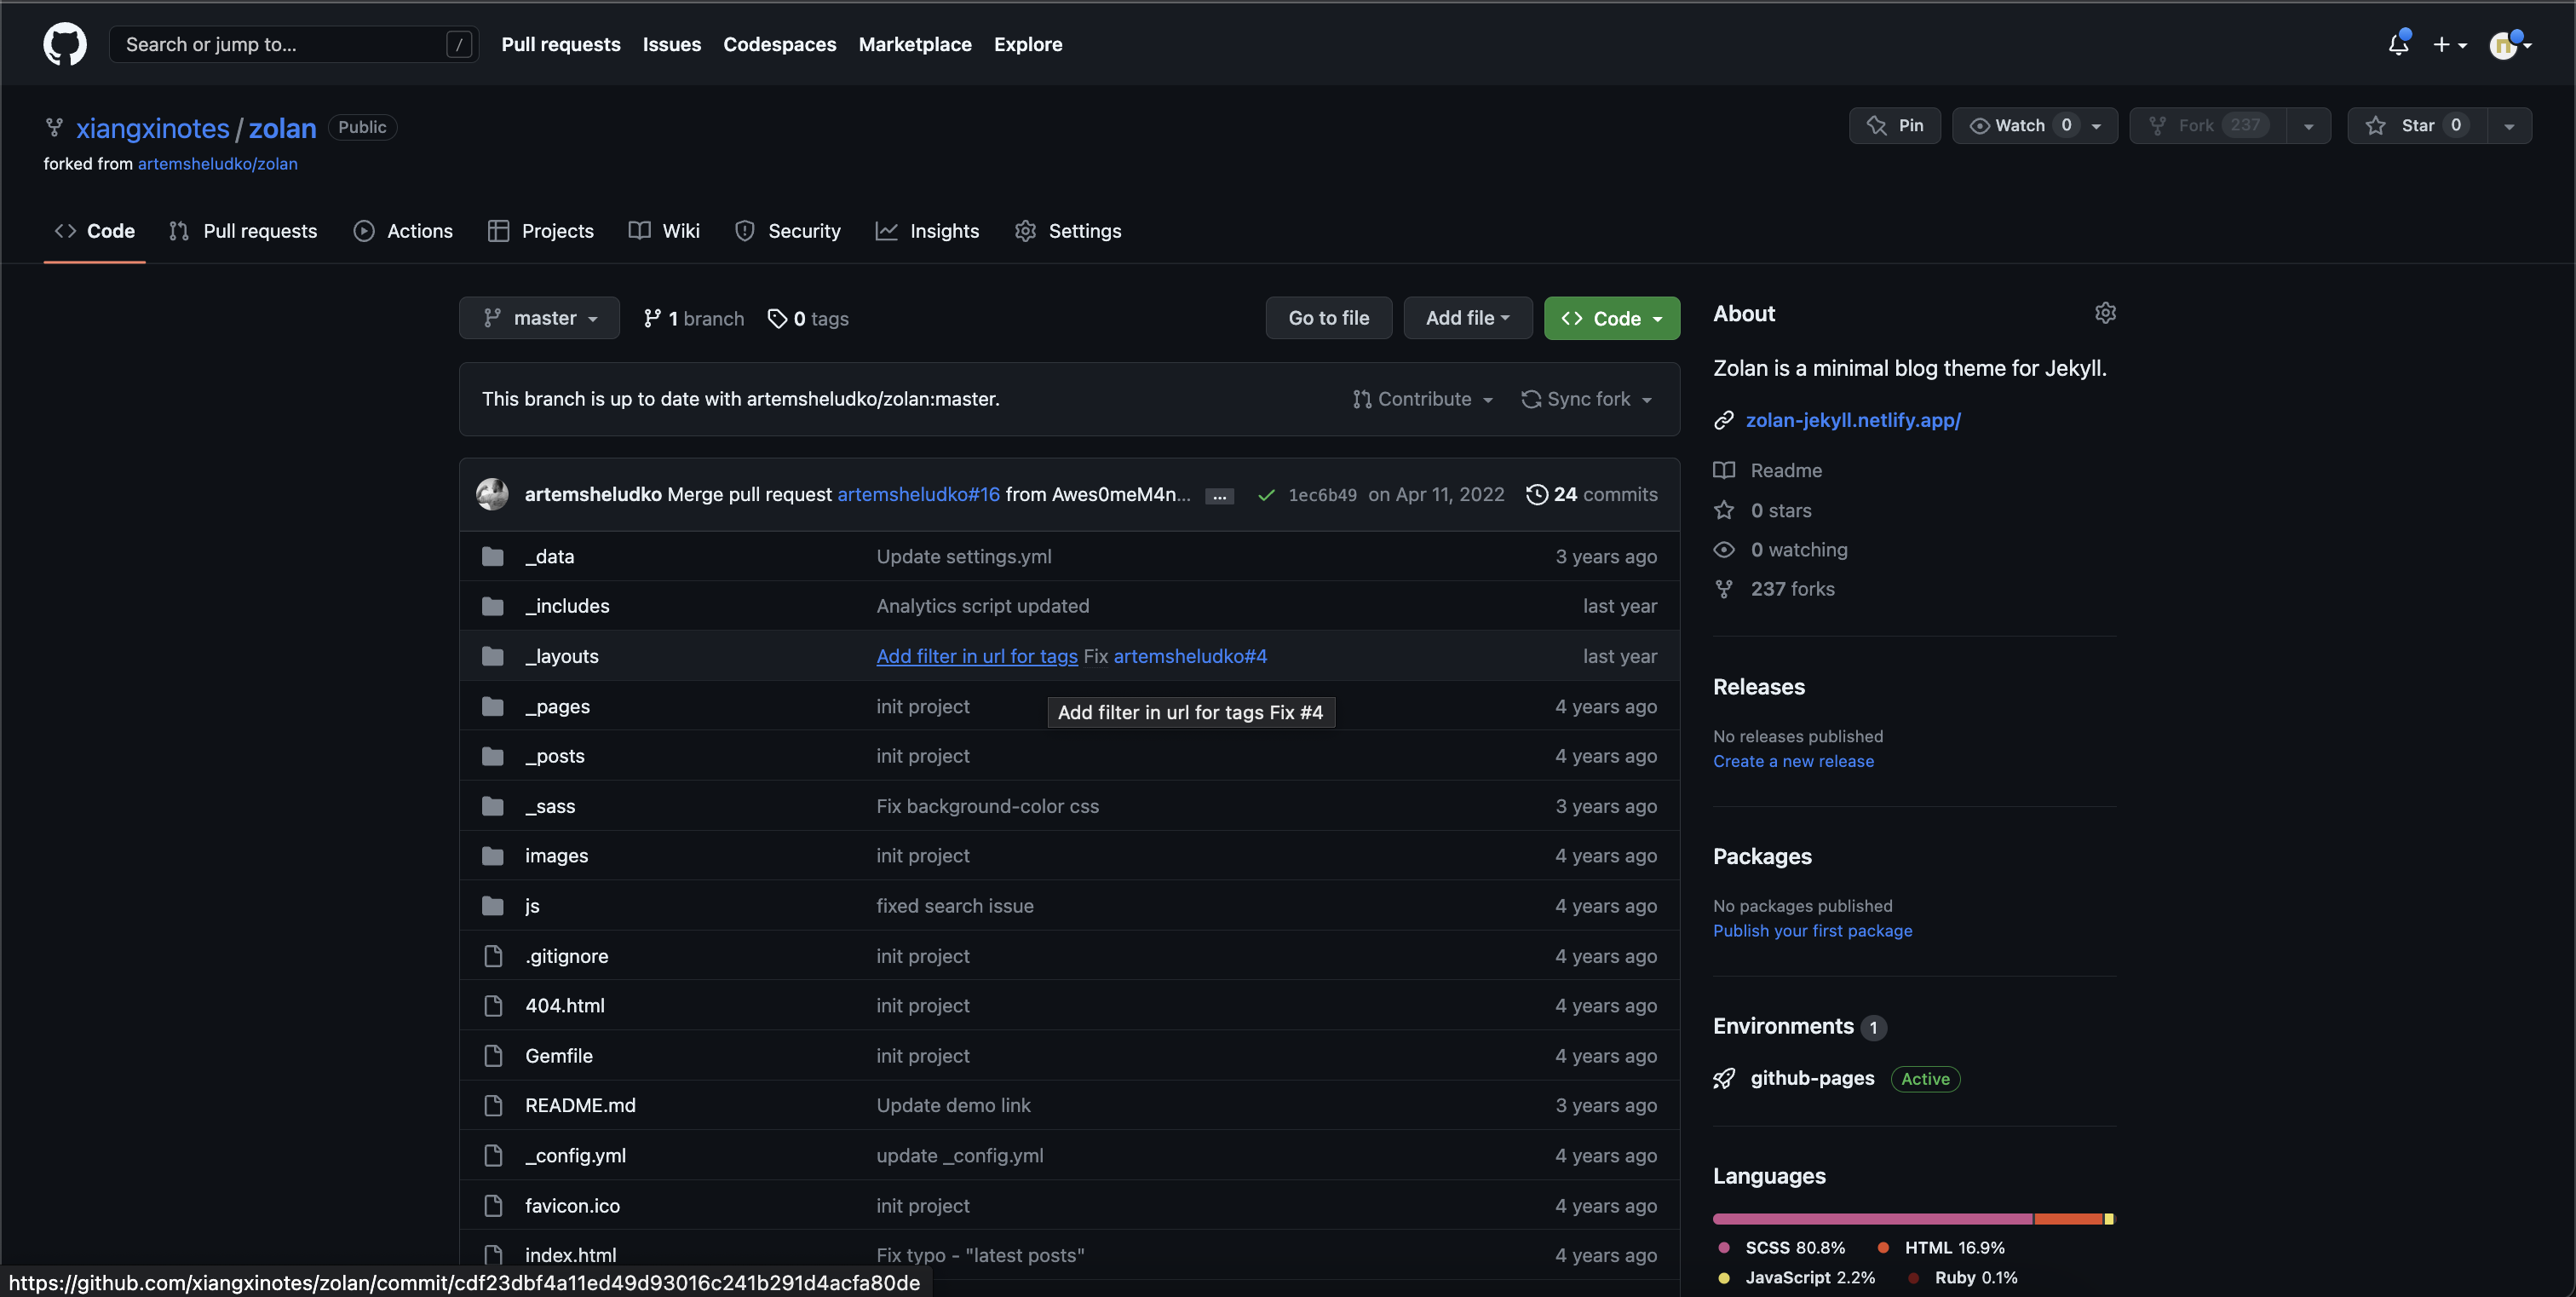 Search or jump to... /
Pull requests Issues Codespaces Marketplace Explore
xiangxinotes / zolan Public
Pin Watch 0 Fork 237 Star 0
forked from artemsheludko/zolan
Code Pull requests Actions Projects Wiki Security Insights Settings
master 1 branch 0 tags Go to file Add file Code
This branch is up to date with artemsheludko/zolan:master. Contribute Sync fork
artemsheludko Merge pull request artemsheludko#16 from Awes0meM4n... ... 1ec6b49 on Apr 11, 2022 24 commits
_data Update settings.yml 3 years ago
_includes Analytics script updated last year
_layouts Add filter in url for tags Fix artemsheludko#4 last year
_pages init project 4 years ago
Add filter in url for tags Fix #4
_posts init project 4 years ago
_sass Fix background-color css 3 years ago
images init project 4 years ago
js fixed search issue 4 years ago
.gitignore init project 4 years ago
404.html init project 4 years ago
Gemfile init project 4 years ago
README.md Update demo link 3 years ago
_config.yml update _config.yml 4 years ago
favicon.ico init project 4 years ago
index.html Fix typo - "latest posts" 4 years ago
About
Zolan is a minimal blog theme for Jekyll.
zolan-jekyll.netlify.app/
Readme
0 stars
0 watching
237 forks
Releases
No releases published
Create a new release
Packages
No packages published
Publish your first package
Environments 1
github-pages Active
Languages
SCSS 80.8% HTML 16.9%
JavaScript 2.2% Ruby 0.1%
https://github.com/xiangxinotes/zolan/commit/cdf23dbf4a11ed49d93016c241b291d4acfa80de